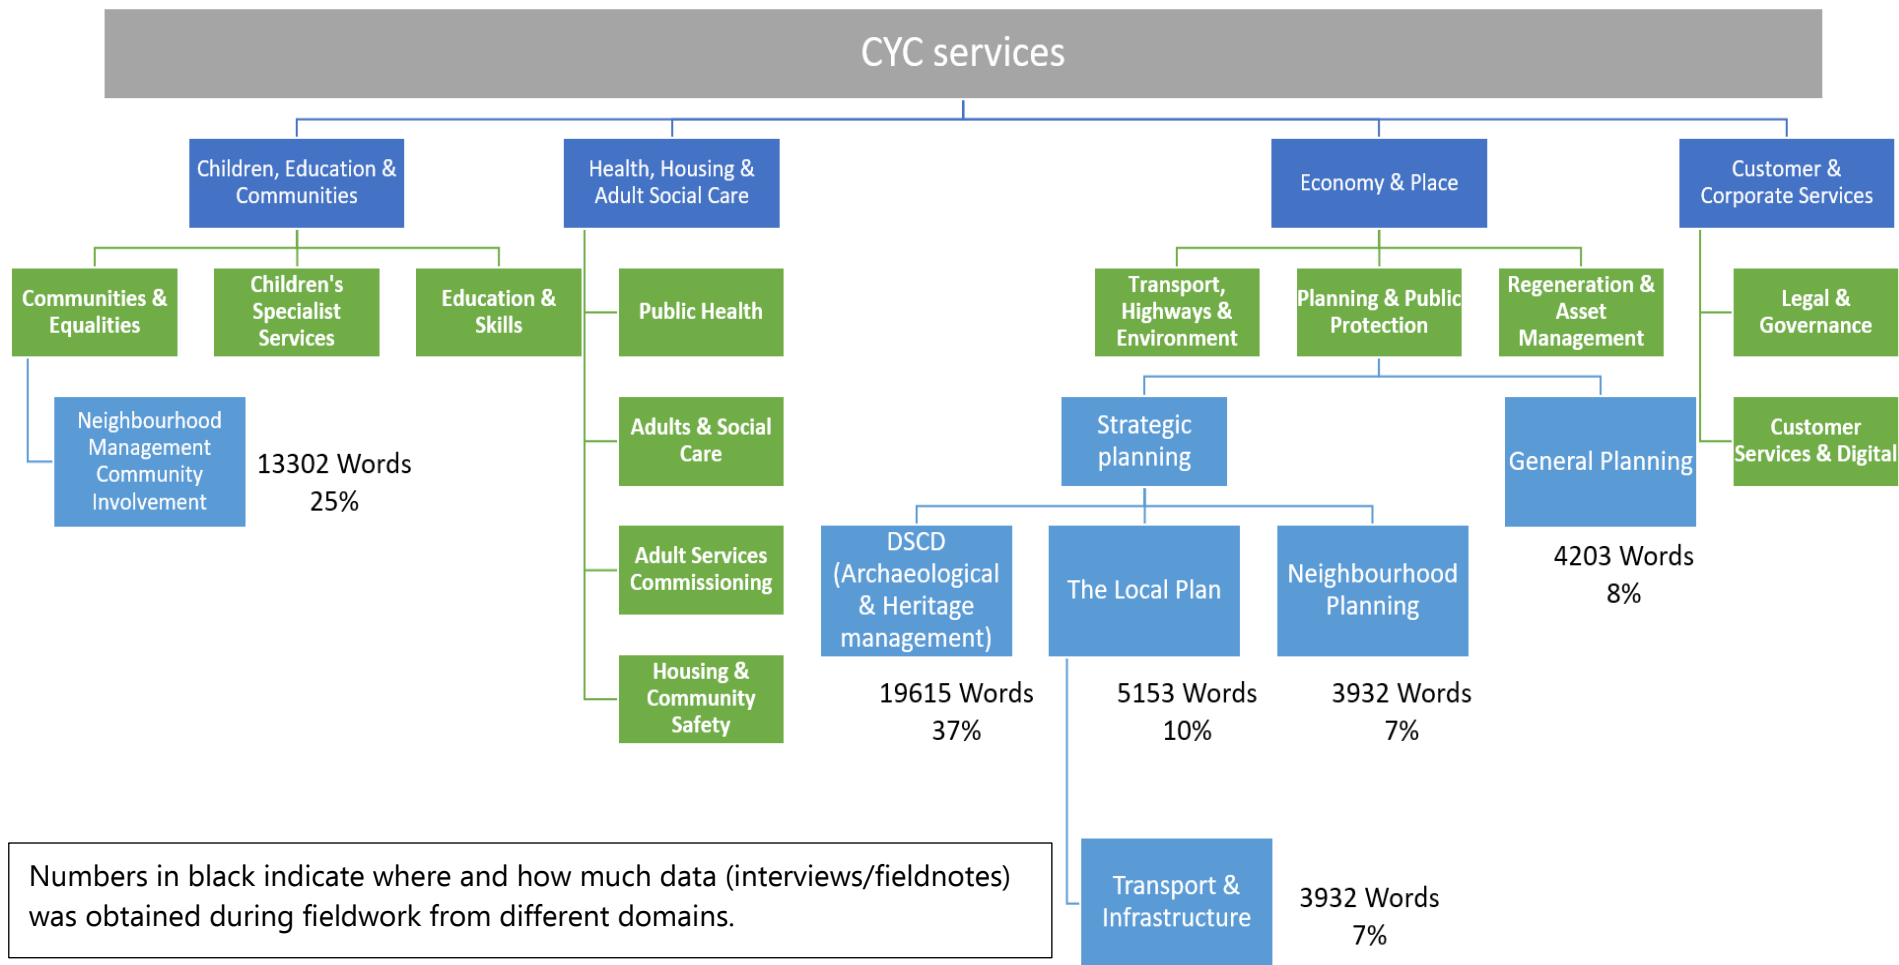 CYC services
Children, Education &
Communities
Health, Housing &
Adult Social Care
Economy & Place
Customer &
Corporate Services
Communities &
Equalities
Children's
Specialist
Services
Education &
Skills
Public Health
Transport,
Highways &
Environment
Planning & Public
Protection
Regeneration &
Asset
Management
Legal &
Governance
Neighbourhood
Management
Community
Involvement
13302 Words
25%
Adults & Social
Care
Strategic
planning
General Planning
4203 Words
8%
Customer
Services & Digital
Adult Services
Commissioning
DSCD
(Archaeological
& Heritage
management)
19615 Words
37%
The Local Plan
5153 Words
10%
Neighbourhood
Planning
3932 Words
7%
Housing &
Community
Safety
Transport &
Infrastructure
3932 Words
7%
Numbers in black indicate where and how much data (interviews/fieldnotes)
was obtained during fieldwork from different domains.